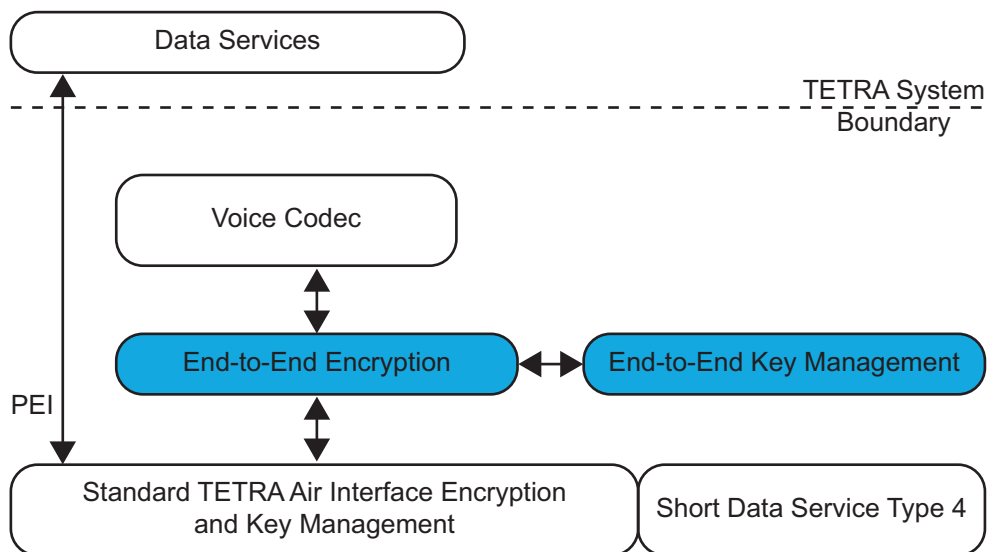 Data Services
TETRA System
Boundary
Voice Codec
End-to-End Encryption
End-to-End Key Management
PEI
Standard TETRA Air Interface Encryption
and Key Management
Short Data Service Type 4